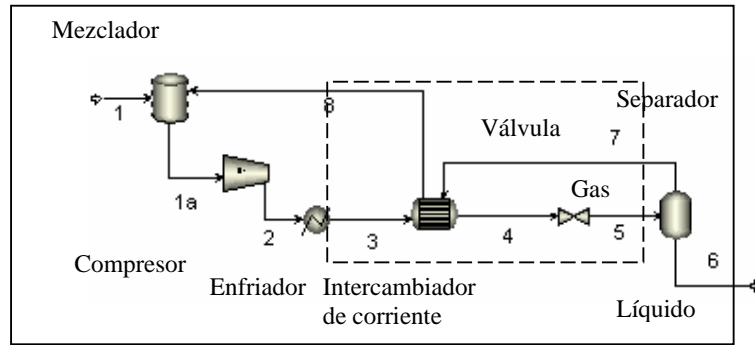 Mezclador
8
Separador
1
Válvula
7
Gas
1a
2
3
4
5
6
Compresor
Enfriador
Intercambiador
de corriente
Líquido